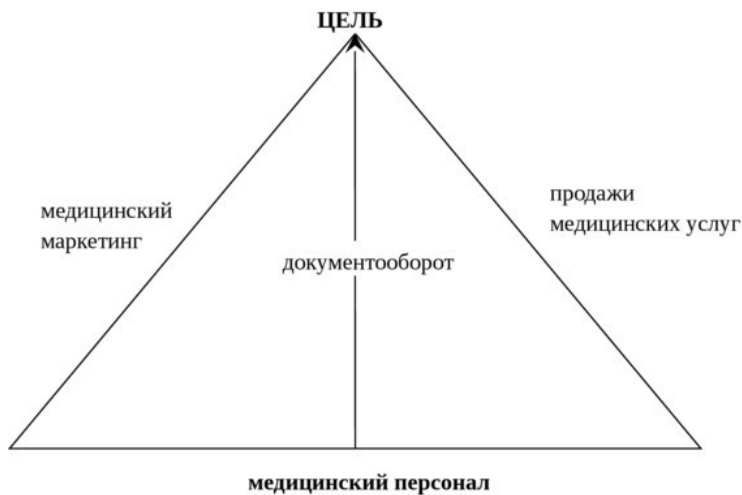 ЦЕЛЬ
медицинский
маркетинг
продажи
медицинских услуг
документооборот
медицинский персонал